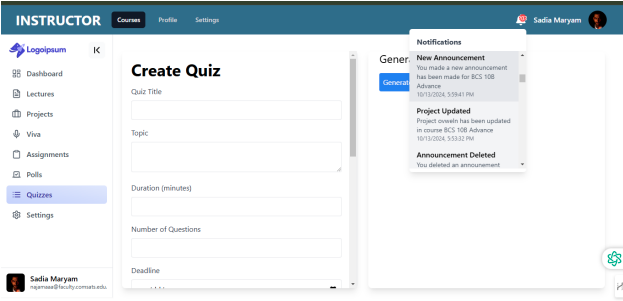 INSTRUCTOR
Courses
Profile
Settings
Sadia Maryam
Logoipsum
Dashboard
Lectures
Projects
Viva
Assignments
Polls
Quizzes
Settings
Sadia Maryam
najamaaa@faculty.comsats.edu.
Create Quiz
Quiz Title
Topic
Duration (minutes)
Number of Questions
Deadline
Genera
Generat
Notifications
New Announcement
You made a new announcement
has been made for BCS 10B
Advance
10/13/2024, 5:59:41 PM
Project Updated
Project ovweln has been updated
in course BCS 10B Advance
10/13/2024, 5:53:32 PM
Announcement Deleted
You deleted an announement